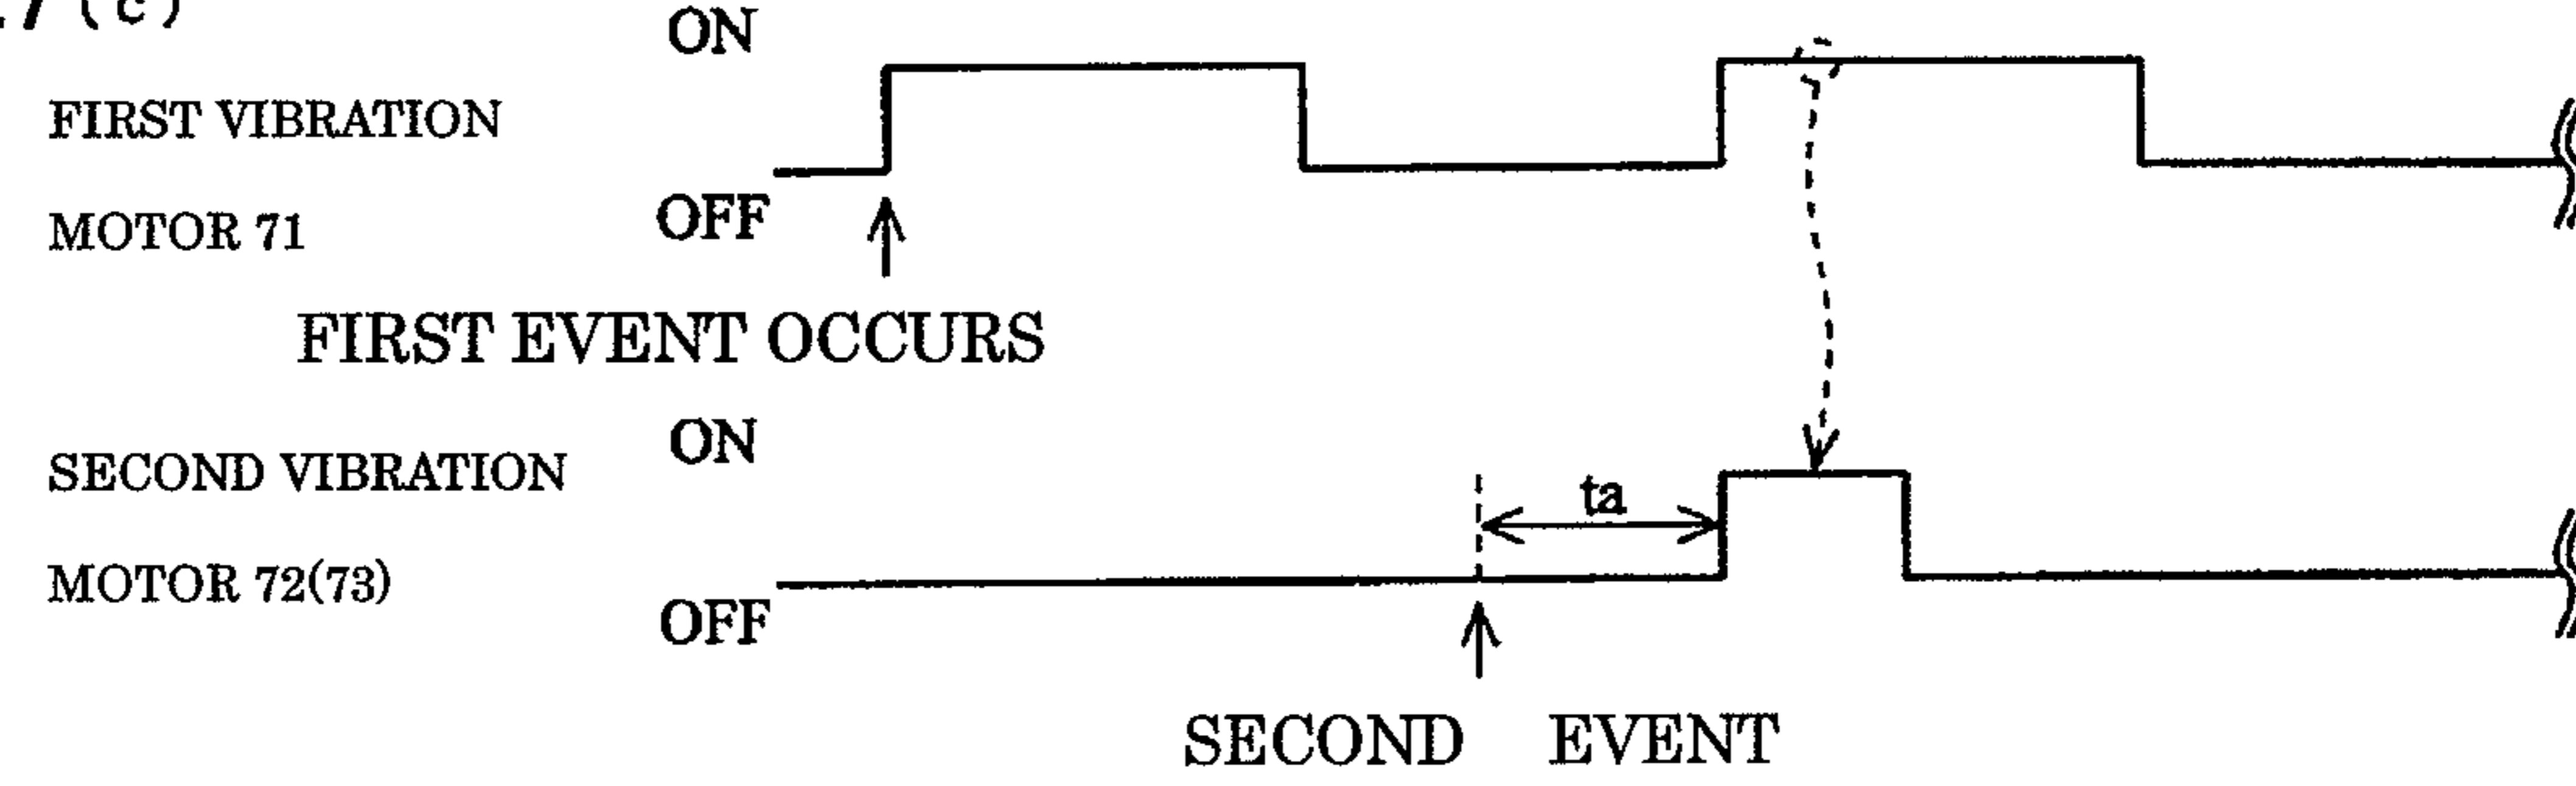 7 (c)
ON
FIRST VIBRATION
MOTOR 71
OFF
FIRST EVENT OCCURS
ON
SECOND VIBRATION
ta
MOTOR 72(73)
OFF
SECOND EVENT